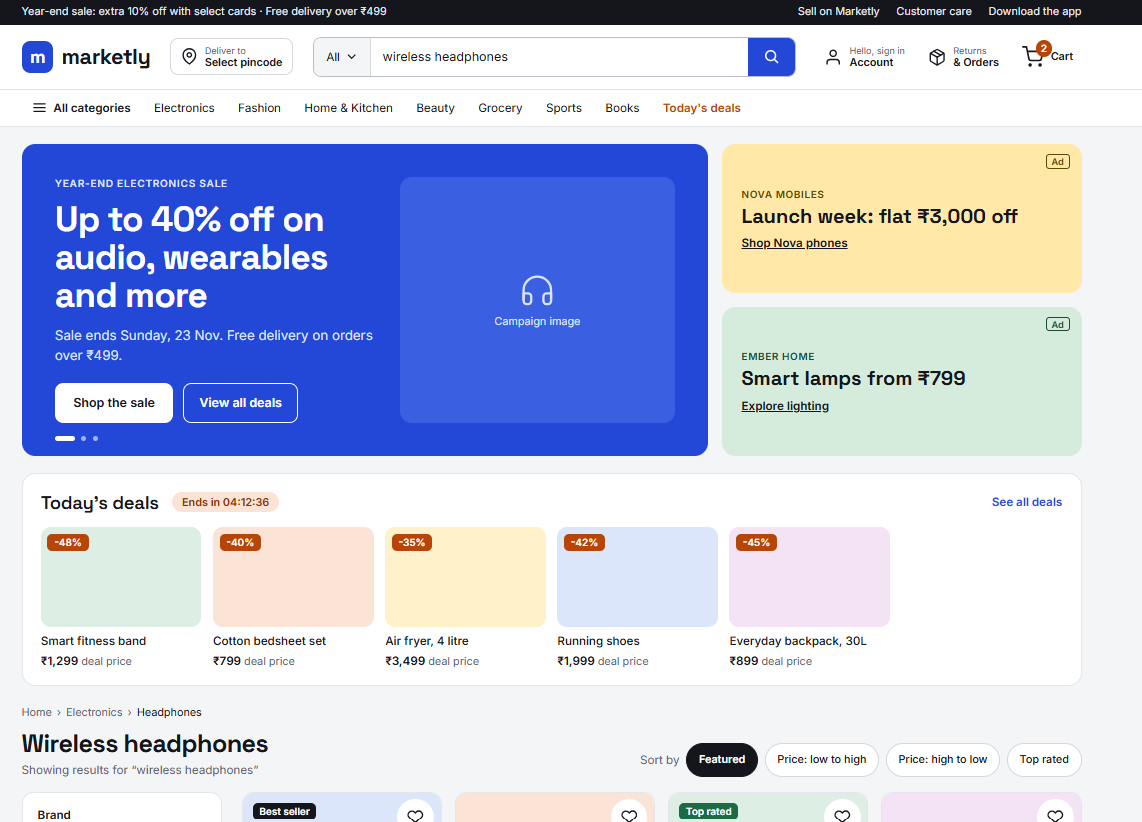 Year-end sale: extra 10% off with select cards · Free delivery over ₹499
Sell on Marketly
Customer care
Download the app
m marketly
Deliver to
Select pincode
All
wireless headphones
Hello, sign in
Account
Returns
& Orders
2
Cart
All categories
Electronics
Fashion
Home & Kitchen
Beauty
Grocery
Sports
Books
Today's deals
YEAR-END ELECTRONICS SALE
Up to 40% off on
audio, wearables
and more
Sale ends Sunday, 23 Nov. Free delivery on orders
over ₹499.
Shop the sale
View all deals
Campaign image
Ad
NOVA MOBILES
Launch week: flat ₹3,000 off
Shop Nova phones
Ad
EMBER HOME
Smart lamps from ₹799
Explore lighting
Today's deals
Ends in 04:12:36
See all deals
-48%
Smart fitness band
₹1,299 deal price
-40%
Cotton bedsheet set
₹799 deal price
-35%
Air fryer, 4 litre
₹3,499 deal price
-42%
Running shoes
₹1,999 deal price
-45%
Everyday backpack, 30L
₹899 deal price
Home › Electronics › Headphones
Wireless headphones
Showing results for “wireless headphones”
Sort by
Featured
Price: low to high
Price: high to low
Top rated
Brand
Best seller
Top rated